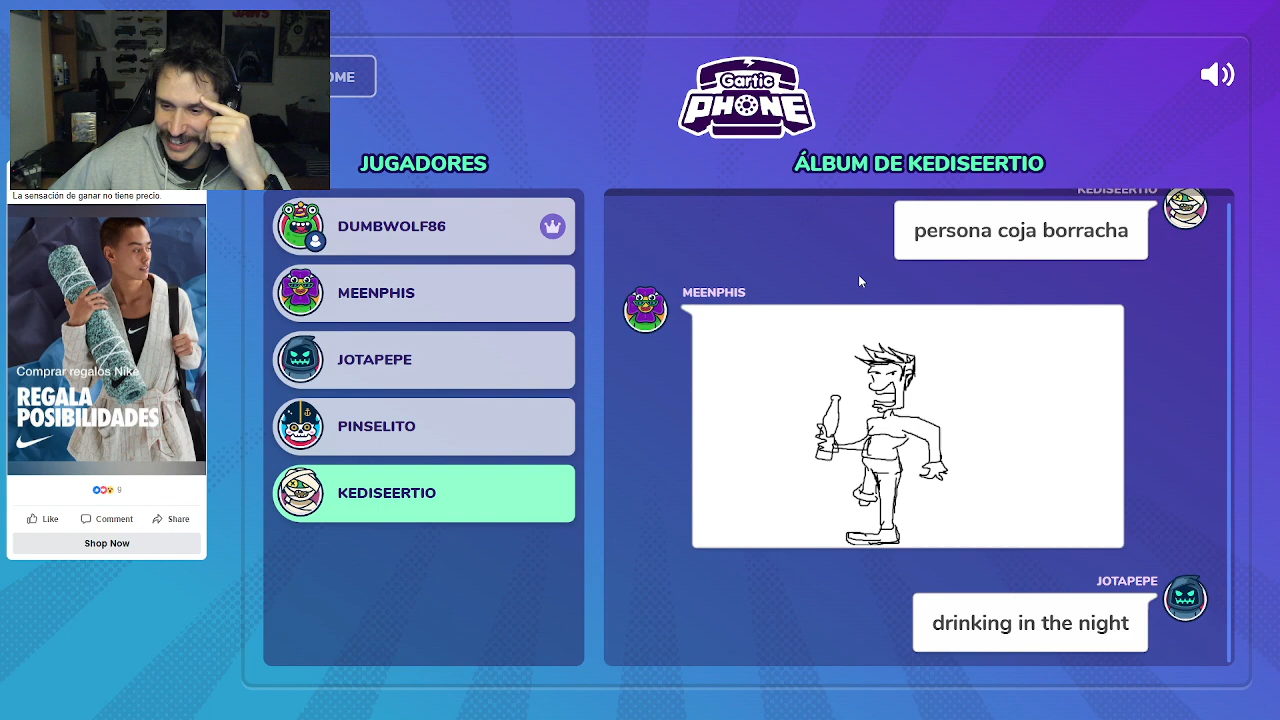 OME
Gartic
PHONE
JUGADORES
ÁLBUM DE KEDISEERTIO
La sensación de ganar no tiene precio.
KEDISEERTIO
DUMBWOLF86
persona coja borracha
MEENPHIS
MEENPHIS
JOTAPEPE
Comprar regalos Nike
REGALA
POSIBILIDADES
PINSELITO
KEDISEERTIO
9
Like
Comment
Share
Shop Now
JOTAPEPE
drinking in the night